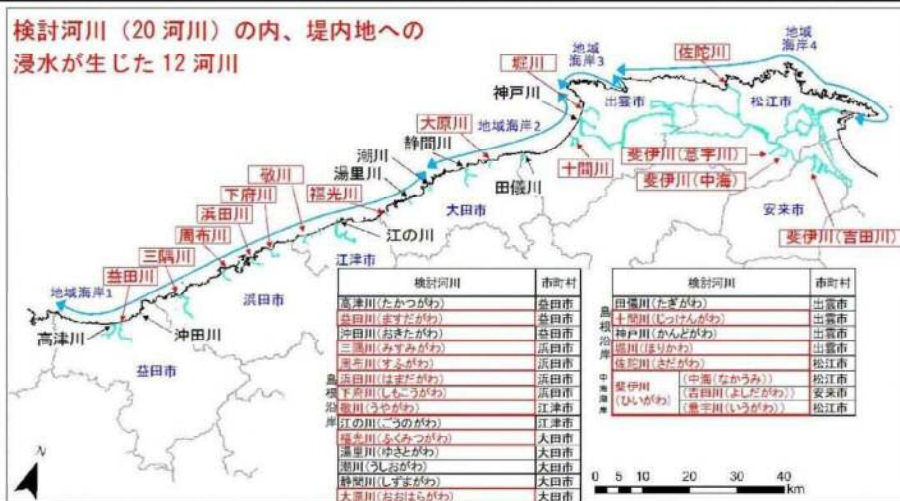 検討河川（20 河川）の内、堤内地への
浸水が生じた 12 河川
地域
海岸3
地域
海岸4
佐陀川
堀川
神戸川
出雲市
松江市
大原川
地域海岸2
静間川
潮川
湯里川
敬川
下府川
福光川
浜田川
周布川
三隅川
益田川
地域海岸1
十間川
斐伊川(意宇川)
斐伊川(中海)
斐伊川(吉田川)
田儀川
大田市
安来市
江の川
江津市
浜田市
沖田川
高津川
益田市
検討河川 市町村
島根沿岸
高津川(たかつがわ) 益田市
益田川(ますだがわ) 益田市
沖田川(おきたがわ) 益田市
三隅川(みすみがわ) 浜田市
周布川(すふがわ) 浜田市
浜田川(はまだがわ) 浜田市
下府川(しもこうがわ) 浜田市
敬川(うやがわ) 江津市
江の川(ごうのがわ) 江津市
福光川(ふくみつがわ) 大田市
湯里川(ゆさとがわ) 大田市
潮川(うしおがわ) 大田市
静間川(しずまがわ) 大田市
大原川(おおはらがわ) 大田市
検討河川 市町村
島根沿岸
田儀川(たぎがわ) 出雲市
十間川(じっけんがわ) 出雲市
神戸川(かんどがわ) 出雲市
堀川(ほりかわ) 出雲市
佐陀川(さだがわ) 松江市
中海湖岸
斐伊川
(ひいがわ)
(中海(なかうみ)) 松江市
(吉田川(よしだがわ)) 安来市
(意宇川(いうがわ)) 松江市
N
0 5 10 20 30 40
km